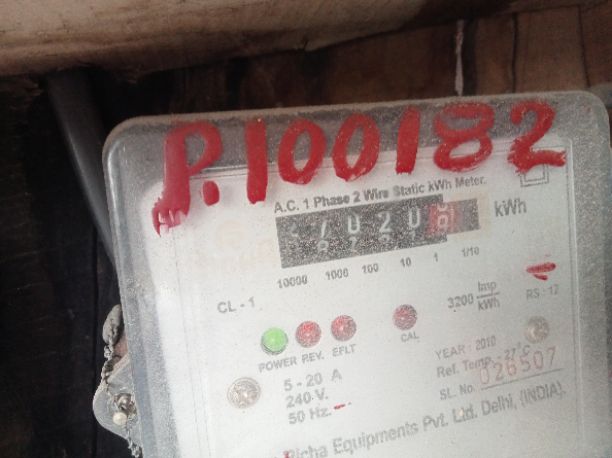 P.100182
A.C. 1 Phase 2 Wire Static kWh Meter.
kWh
10000 1000 100 10 1 1/10
CL - 1
3200 Imp/kWh
RS - 12
POWER REV. EFLT CAL
5 - 20 A
240 V.
50 Hz.
YEARː 2010
Ref. Temp. - 27°C
SL. No. 026507
Richa Equipments Pvt. Ltd. Delhi, (INDIA).